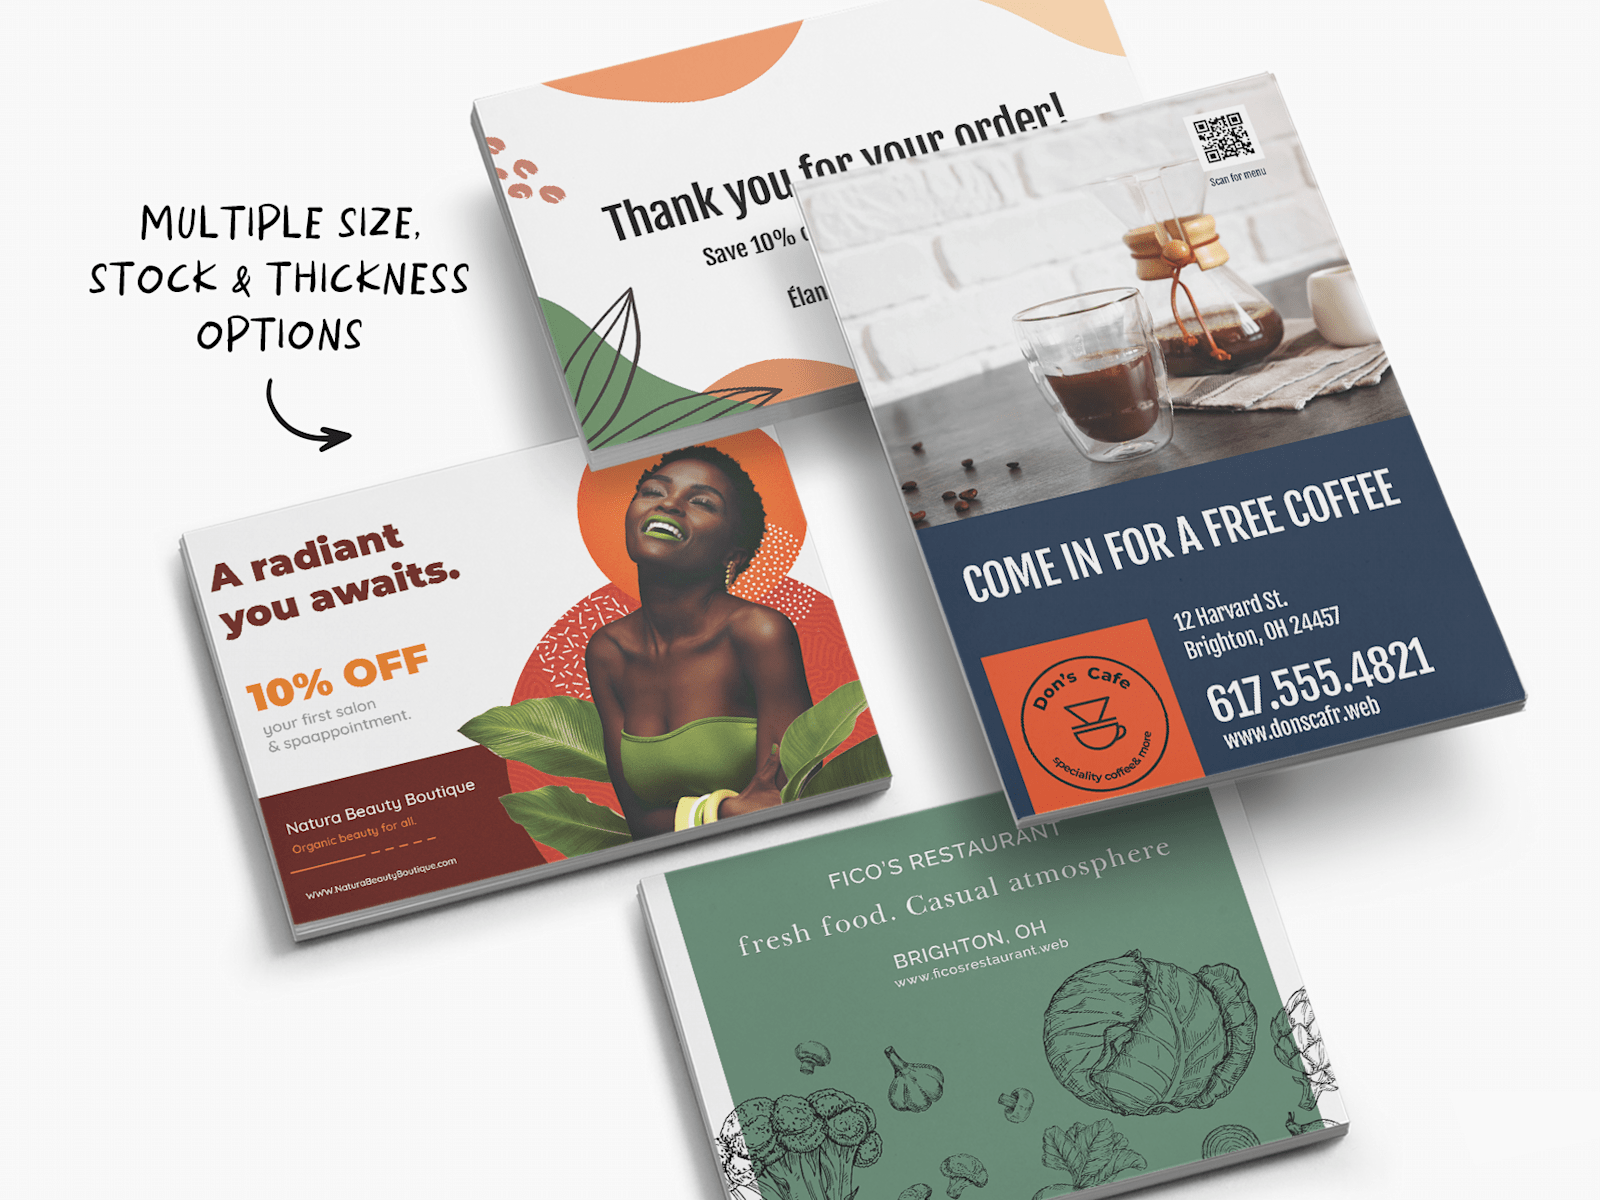 MULTIPLE SIZE,
STOCK & THICKNESS
OPTIONS
Thank you for your order!
Save 10%
Élan
Scan for menu
COME IN FOR A FREE COFFEE
12 Harvard St.
Brighton, OH 24457
617.555.4821
www.donscafr.web
Don's Cafe
speciality coffee& more
A radiant
you awaits.
10% OFF
your first salon
& spaappointment.
Natura Beauty Boutique
Organic beauty for all.
www.NaturaBeautyBoutique.com
FICO'S RESTAURANT
fresh food. Casual atmosphere
BRIGHTON, OH
www.ficosrestaurant.web